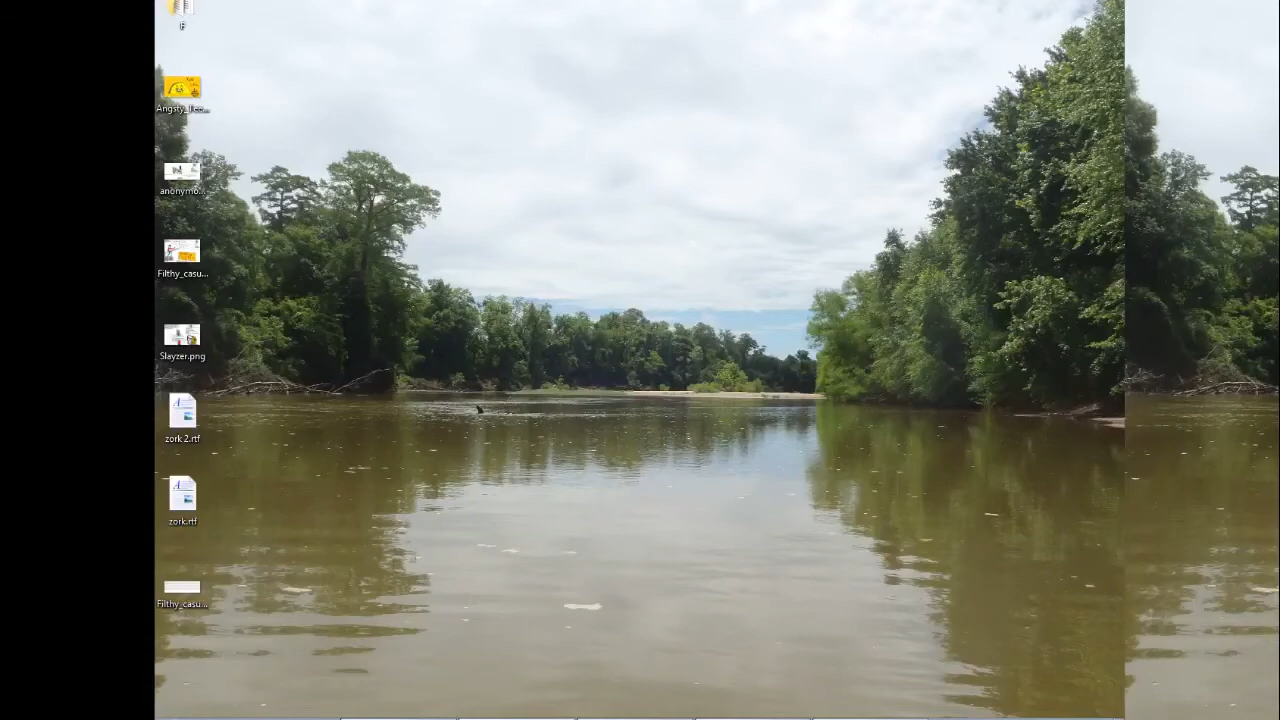 F
Angsty_Tee...
anonymo...
Filthy_casu...
Slayzer.png
zork 2.rtf
zork.rtf
Filthy_casu...